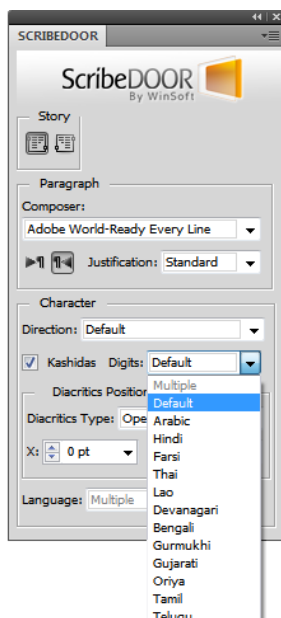 SCRIBEDOOR
ScribeDOOR
By WinSoft
Story
Paragraph
Composer:
Adobe World-Ready Every Line
Justification: Standard
Character
Direction: Default
Kashidas Digits: Default
Multiple
Default
Arabic
Hindi
Farsi
Thai
Lao
Devanagari
Bengali
Gurmukhi
Gujarati
Oriya
Tamil
Telugu
Diacritics Position
Diacritics Type: Ope
X: 0 pt
Language: Multiple